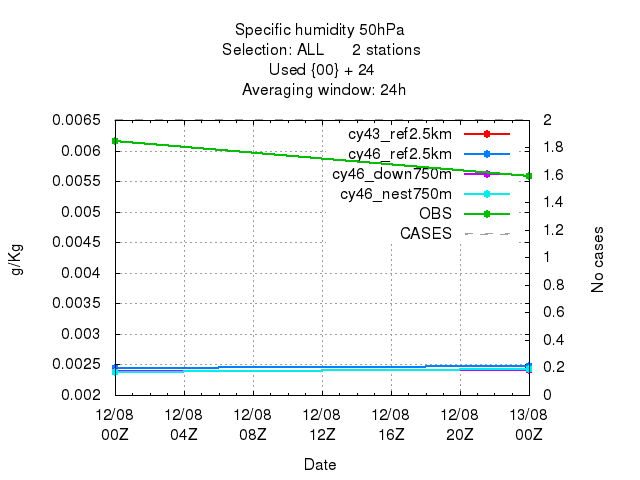 Specific humidity 50hPa
Selection: ALL 2 stations
Used {00} + 24
Averaging window: 24h
0.0065
0.006
0.0055
0.005
0.0045
0.004
0.0035
0.003
0.0025
0.002
g/Kg
cy43_ref2.5km
cy46_ref2.5km
cy46_down750m
cy46_nest750m
OBS
CASES
2
1.8
1.6
1.4
1.2
1
0.8
0.6
0.4
0.2
0
No cases
12/08 12/08 12/08 12/08 12/08 12/08 13/08
00Z 04Z 08Z 12Z 16Z 20Z 00Z
Date